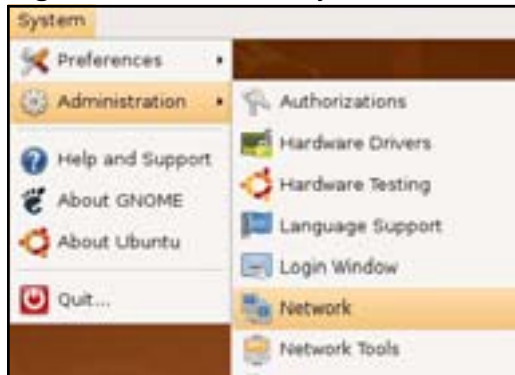 System
Preferences
Administration
Help and Support
About GNOME
About Ubuntu
Quit...
Authorizations
Hardware Drivers
Hardware Testing
Language Support
Login Window
Network
Network Tools